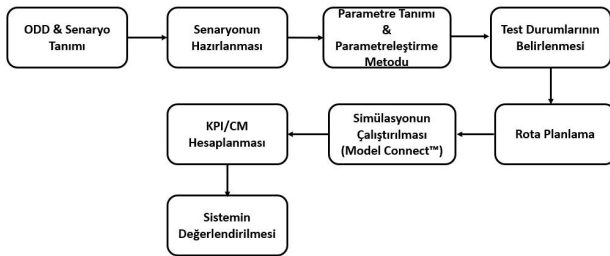 ODD & Senaryo
Tanımı
Senaryonun
Hazırlanması
Parametre Tanımı
&
Parametreleştirme
Metodu
Test Durumlarının
Belirlenmesi
KPI/CM
Hesaplanması
Simülasyonun
Çalıştırılması
(Model Connect™)
Rota Planlama
Sistemin
Değerlendirilmesi